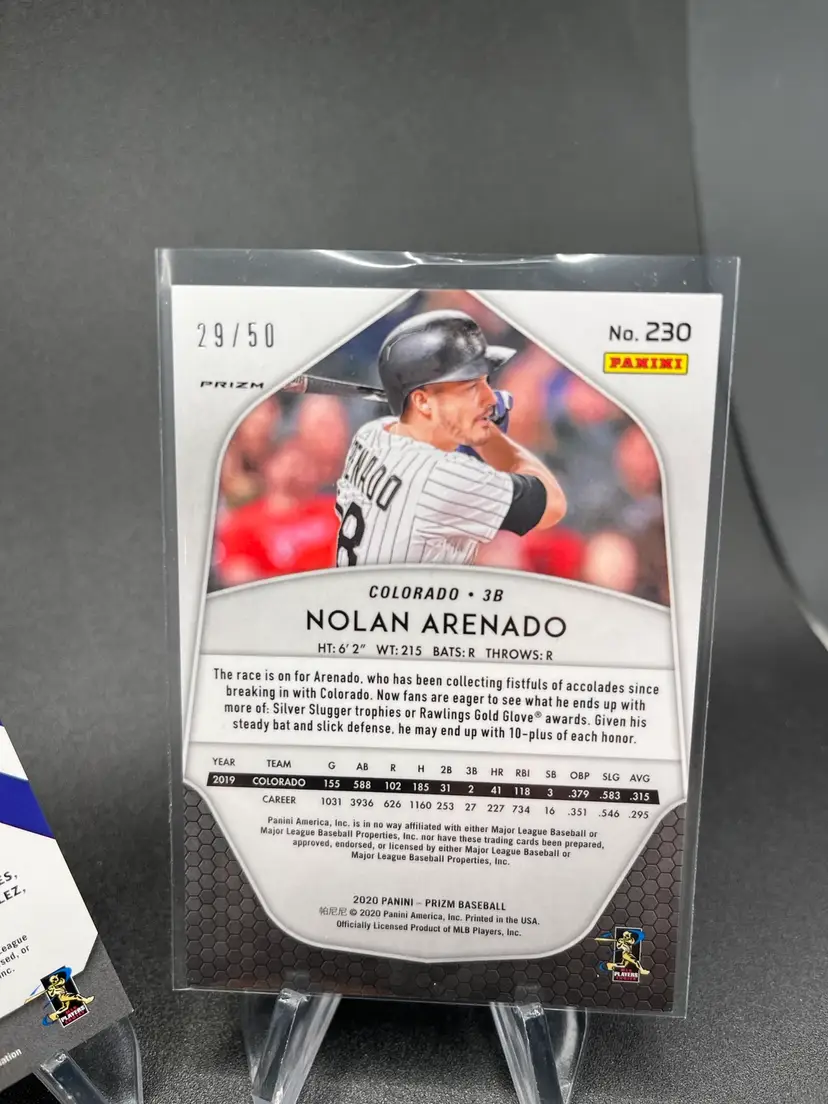 29/50
No. 230
PANINI
PRIZM
ENADO
8
COLORADO • 3B
NOLAN ARENADO
HT: 6' 2" WT: 215 BATS: R THROWS: R
The race is on for Arenado, who has been collecting fistfuls of accolades since
breaking in with Colorado. Now fans are eager to see what he ends up with
more of: Silver Slugger trophies or Rawlings Gold Glove® awards. Given his
steady bat and slick defense, he may end up with 10-plus of each honor.
YEAR TEAM G AB R H 2B 3B HR RBI SB OBP SLG AVG
2019 COLORADO 155 588 102 185 31 2 41 118 3 .379 .583 .315
CAREER 1031 3936 626 1160 253 27 227 734 16 .351 .546 .295
Panini America, Inc. is in no way affiliated with either Major League Baseball or
Major League Baseball Properties, Inc. nor have these trading cards been prepared,
approved, endorsed, or licensed by either Major League Baseball or
Major League Baseball Properties, Inc.
2020 PANINI – PRIZM BASEBALL
帕尼尼 © 2020 Panini America, Inc. Printed in the USA.
Officially Licensed Product of MLB Players, Inc.
PLAYERS
ES,
LEZ,
League
sed, or
Inc.
PLAYERS
ation